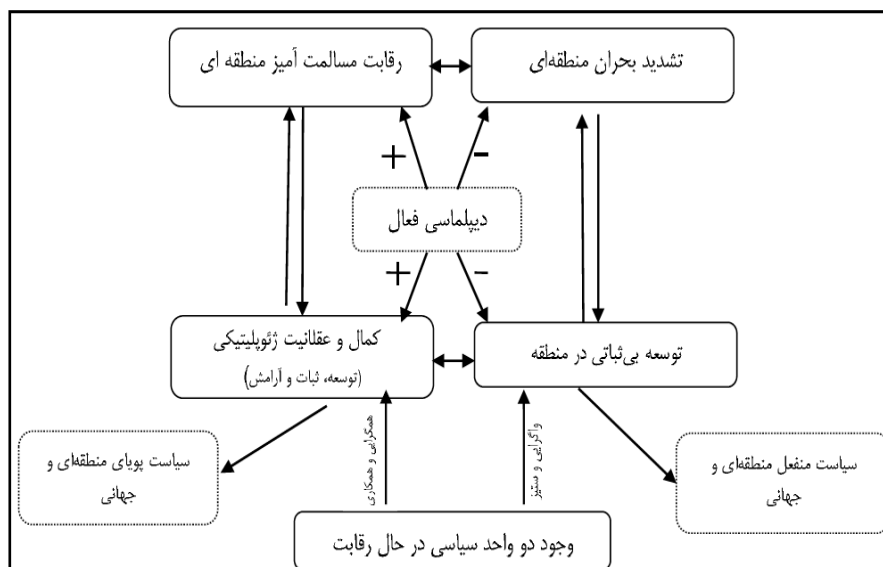 رقابت مسالمت آمیز منطقه ای
تشدید بحران منطقه‌ای
+
-
دیپلماسی فعال
+
-
کمال و عقلانیت ژئوپلیتیکی
(توسعه، ثبات و آرامش)
توسعه بی‌ثباتی در منطقه
همگرایی و همکاری
واگرایی و ستیز
سیاست پویای منطقه‌ای و
جهانی
سیاست منفعل منطقه‌ای و
جهانی
وجود دو واحد سیاسی در حال رقابت